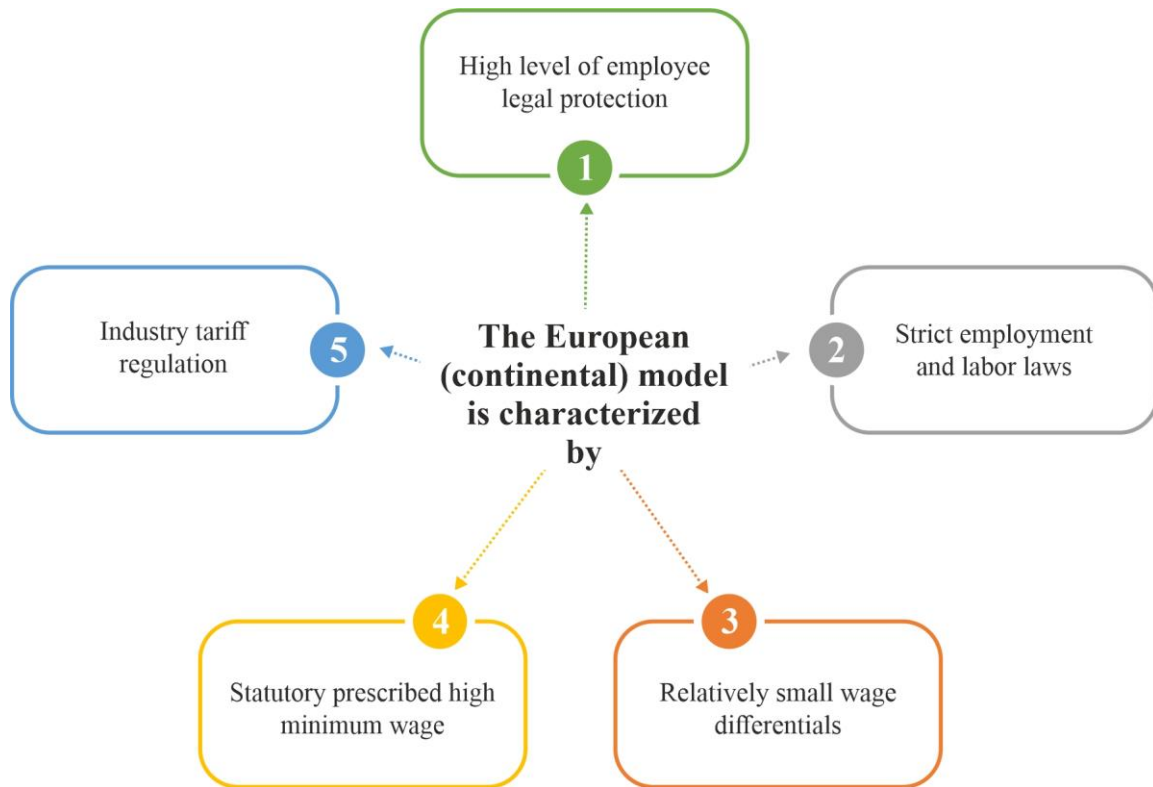 High level of employee
legal protection
1
The European
(continental) model
is characterized
by
2
Strict employment
and labor laws
3
Relatively small wage
differentials
4
Statutory prescribed high
minimum wage
5
Industry tariff
regulation